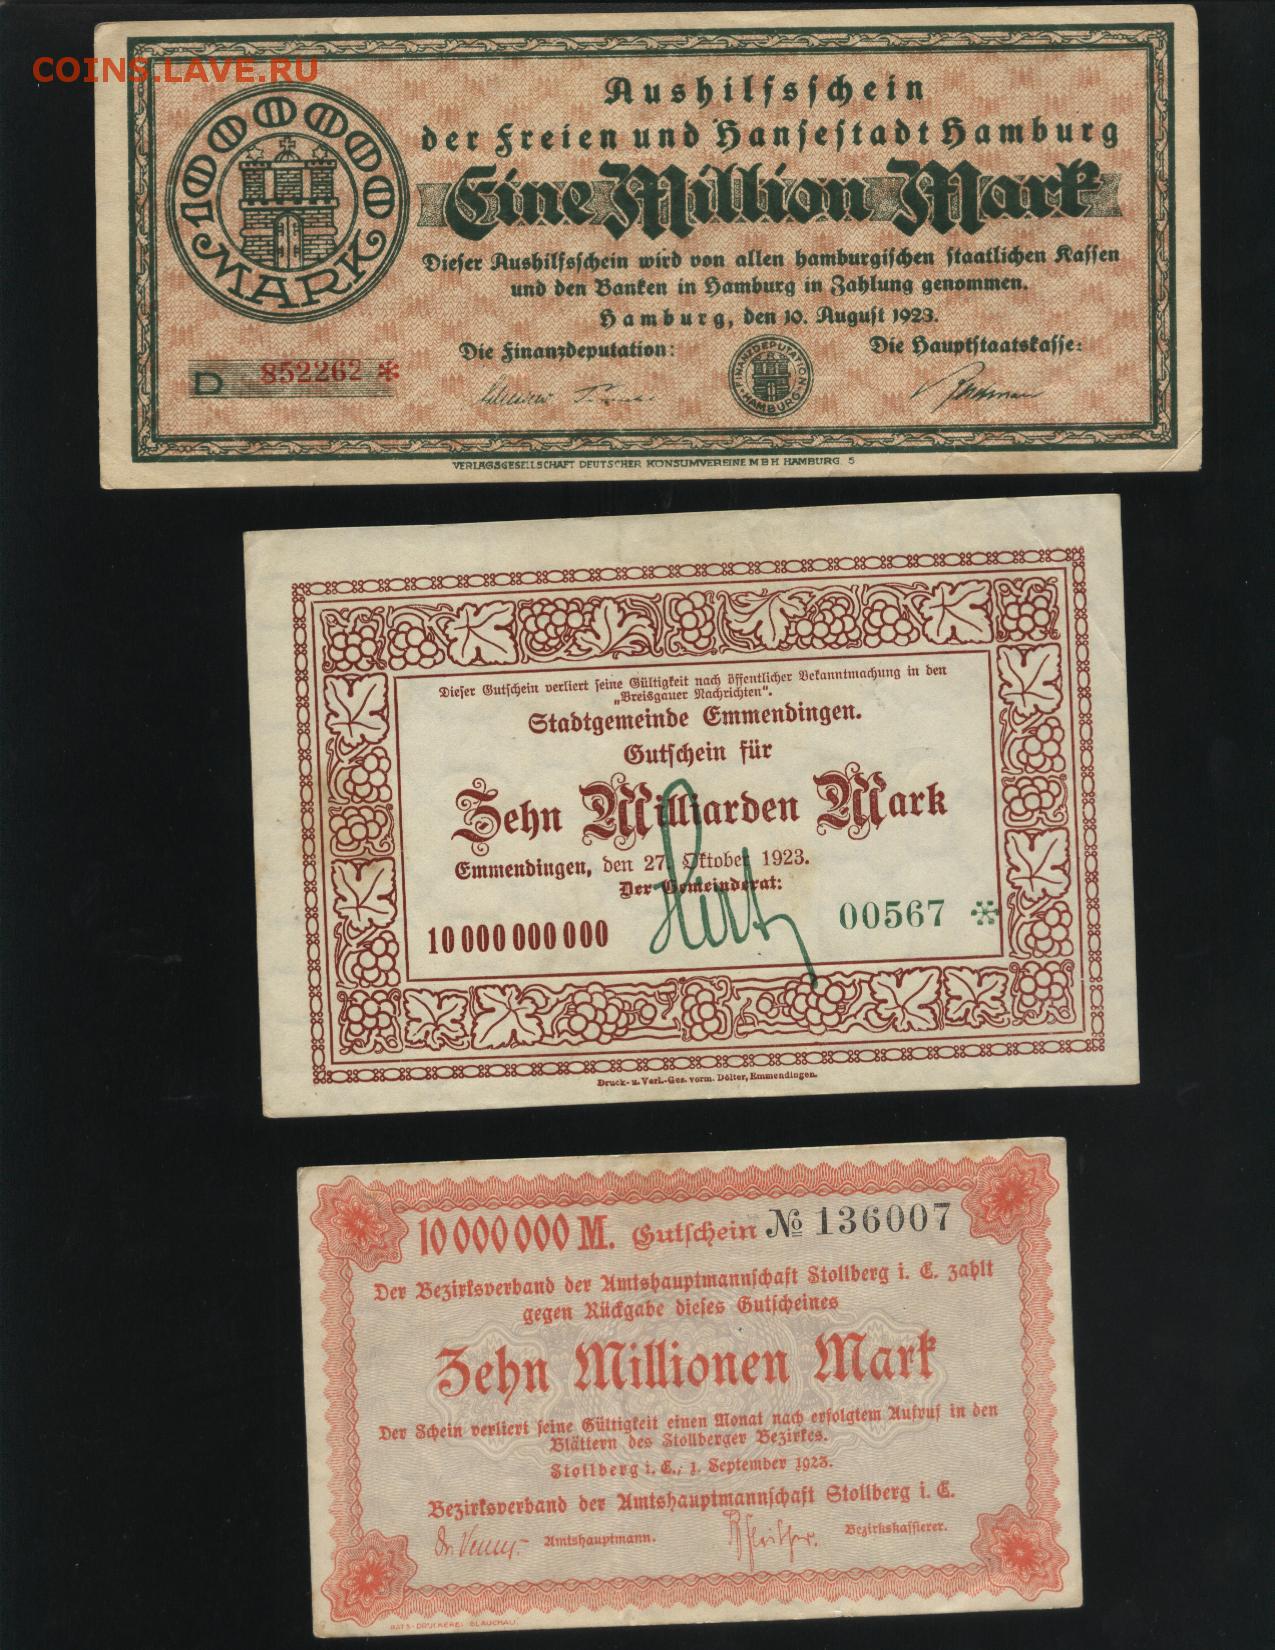 COINS.LAVE.RU
Aushilfsschein
der Freien und Hansestadt Hamburg
Eine Million Mark
Dieser Aushilfsschein wird von allen hamburgischen staatlichen Kassen
und den Banken in Hamburg in Zahlung genommen.
Hamburg, den 10. August 1923.
Die Finanzdeputation:
Die Hauptstaatskasse:
1000000
MARK
D 852262 *
FINANZDEPUTATION HAMBURG
VERLAGSGESELLSCHAFT DEUTSCHER KONSUMVEREINE M B H HAMBURG 5
Dieser Gutschein verliert seine Gültigkeit nach öffentlicher Bekanntmachung in den
„Breisgauer Nachrichten".
Stadtgemeinde Emmendingen.
Gutschein für
Zehn Milliarden Mark
Emmendingen, den 27. Oktober 1923.
Der Gemeinderat:
10 000 000 000
00567 *
Druck- u. Verl.-Ges. vorm. Dölter, Emmendingen.
10 000 000 M. Gutschein № 136007
Der Bezirksverband der Amtshauptmannschaft Stollberg i. E. zahlt
gegen Rückgabe dieses Gutscheines
Zehn Millionen Mark
Der Schein verliert seine Gültigkeit einen Monat nach erfolgtem Aufruf in den
Blättern des Stollberger Bezirkes.
Stollberg i. E., 1. September 1923.
Bezirksverband der Amtshauptmannschaft Stollberg i. E.
Amtshauptmann.
Bezirkskassierer.
RATS-DRUCKEREI GLAUCHAU.